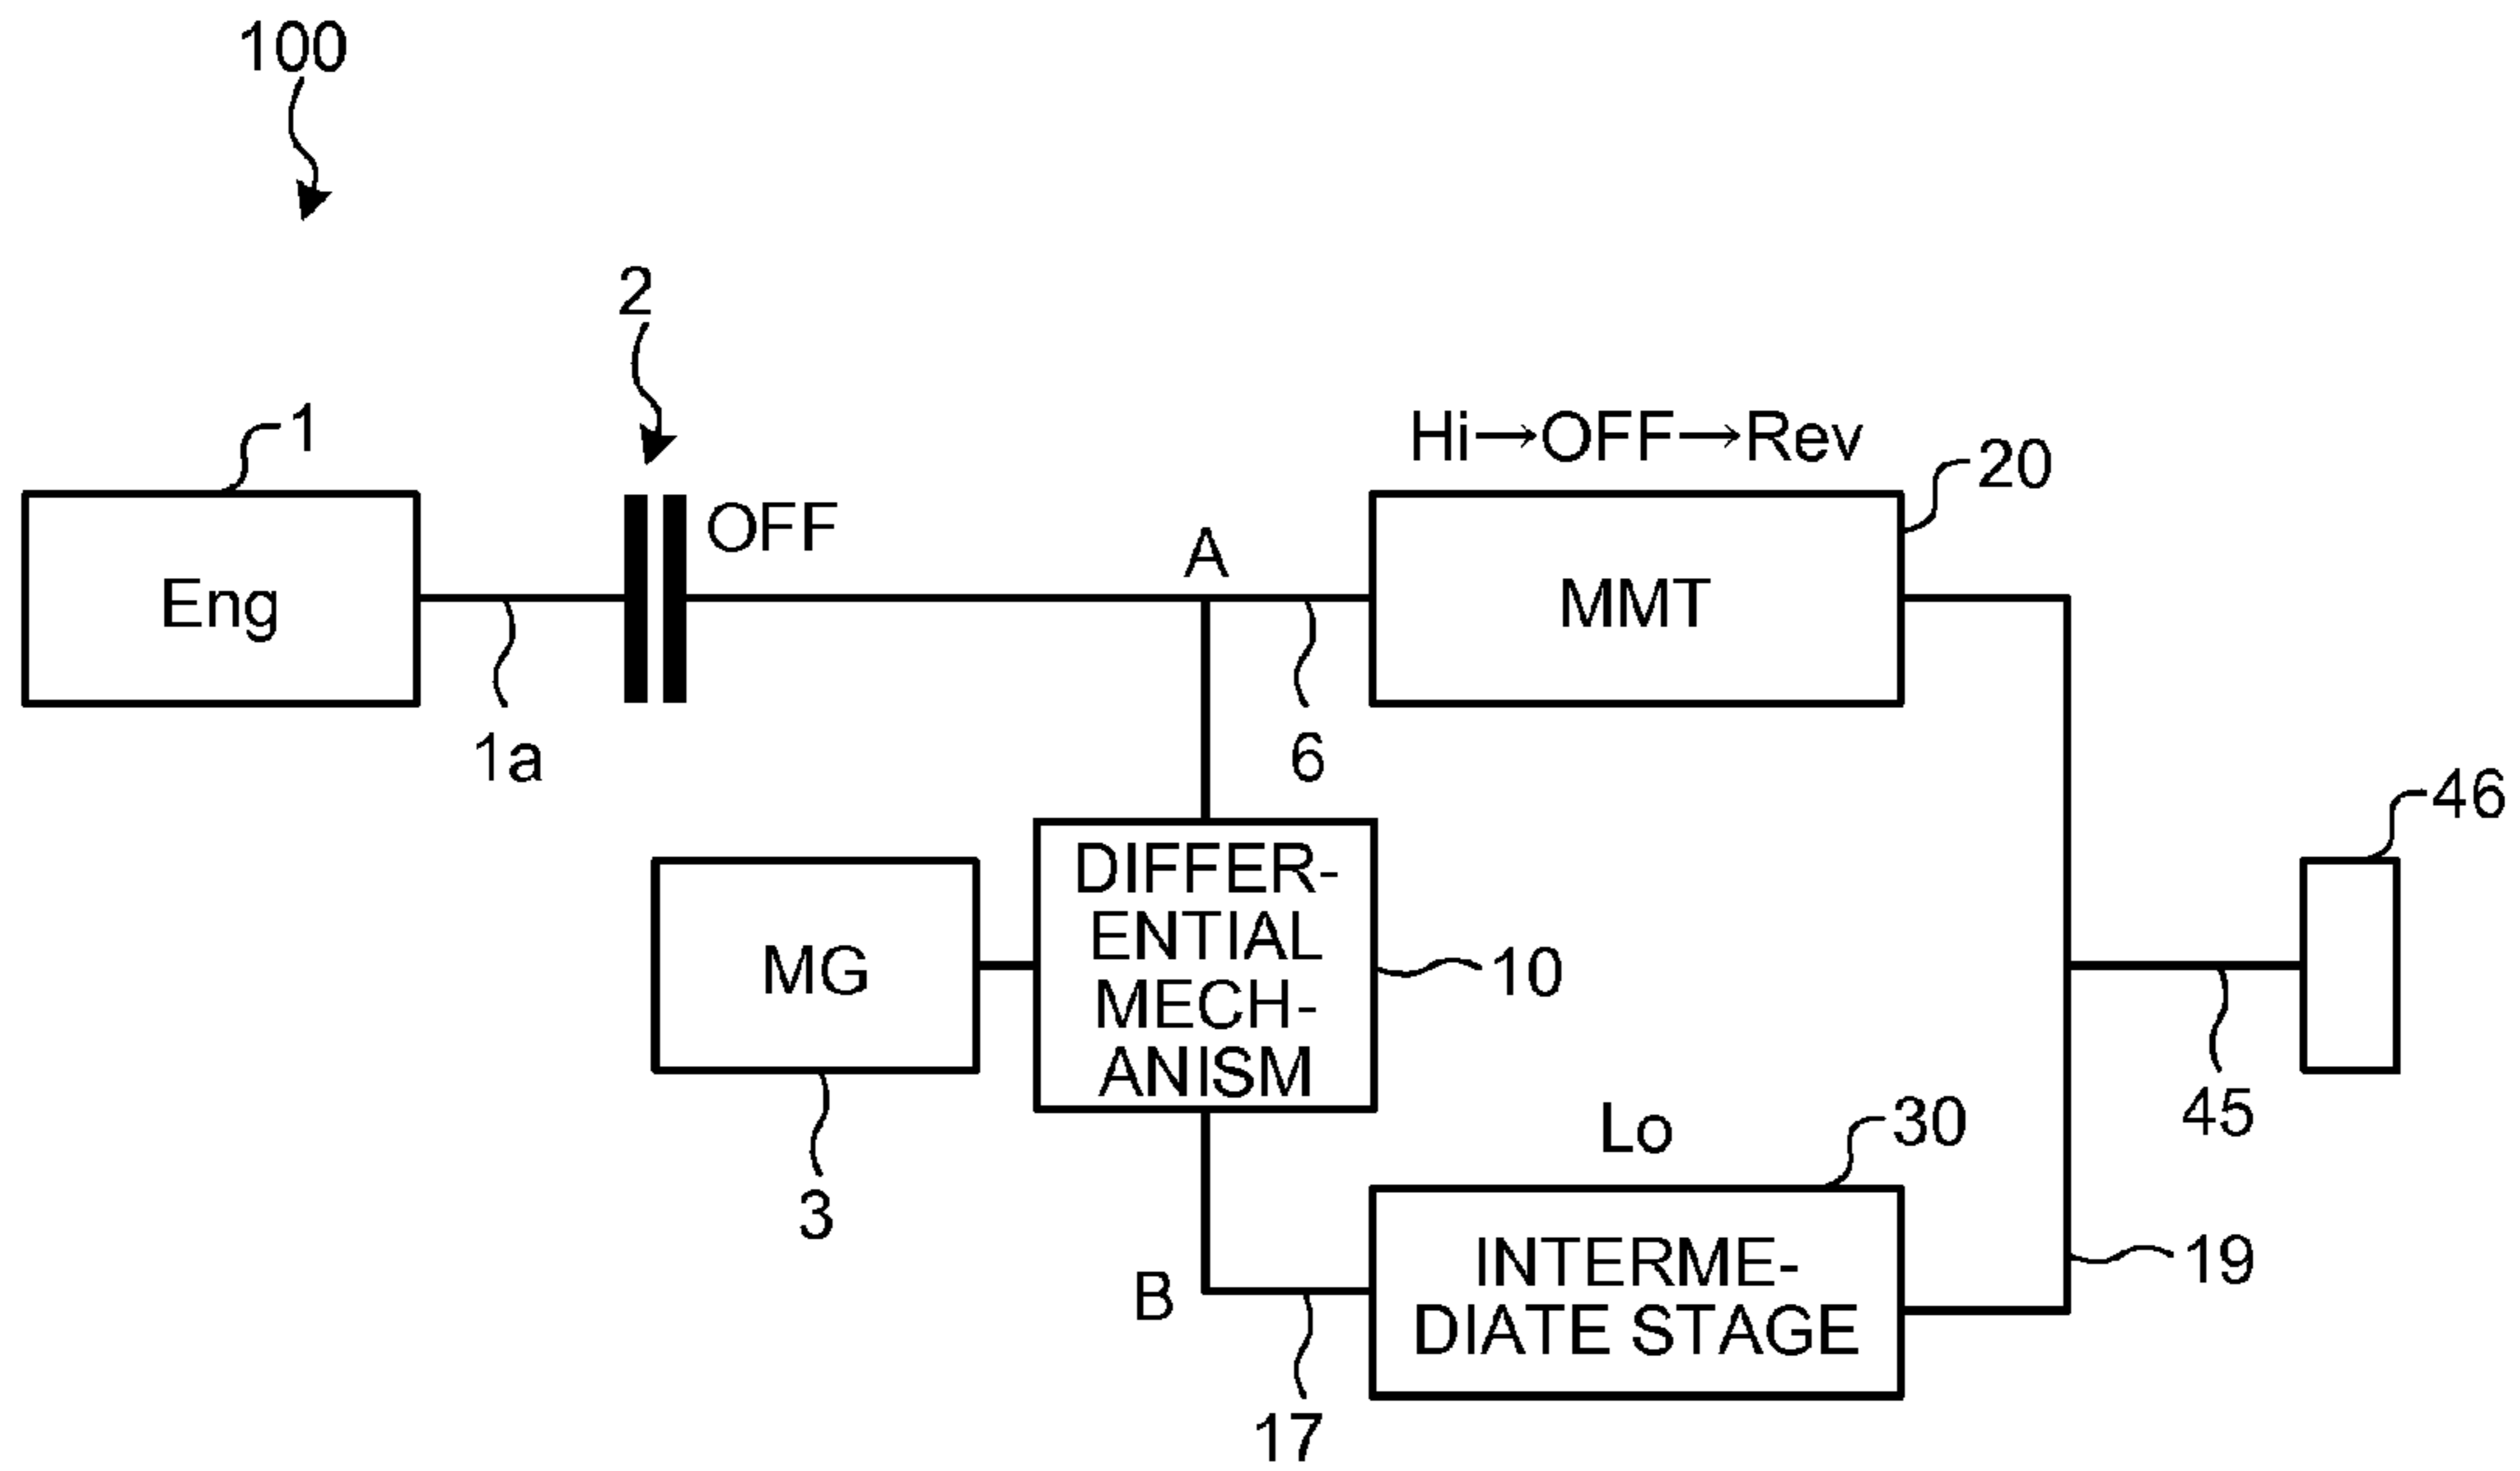 100
2
1
Hi→OFF→Rev
20
OFF
A
Eng
MMT
1a
6
46
DIFFER-
ENTIAL
MECH-
ANISM
MG
10
3
Lo
30
45
B
INTERME-
DIATE STAGE
19
17